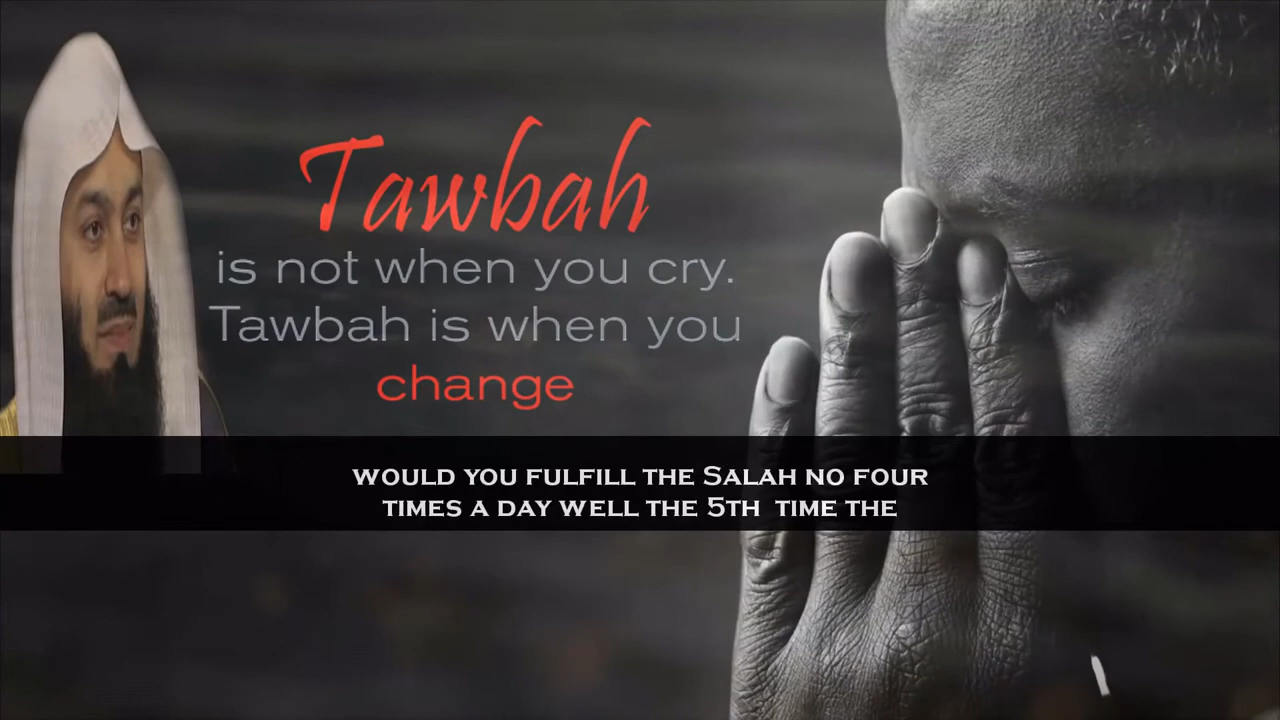 Tawbah
is not when you cry.
Tawbah is when you
change
WOULD YOU FULFILL THE SALAH NO FOUR
TIMES A DAY WELL THE 5TH TIME THE